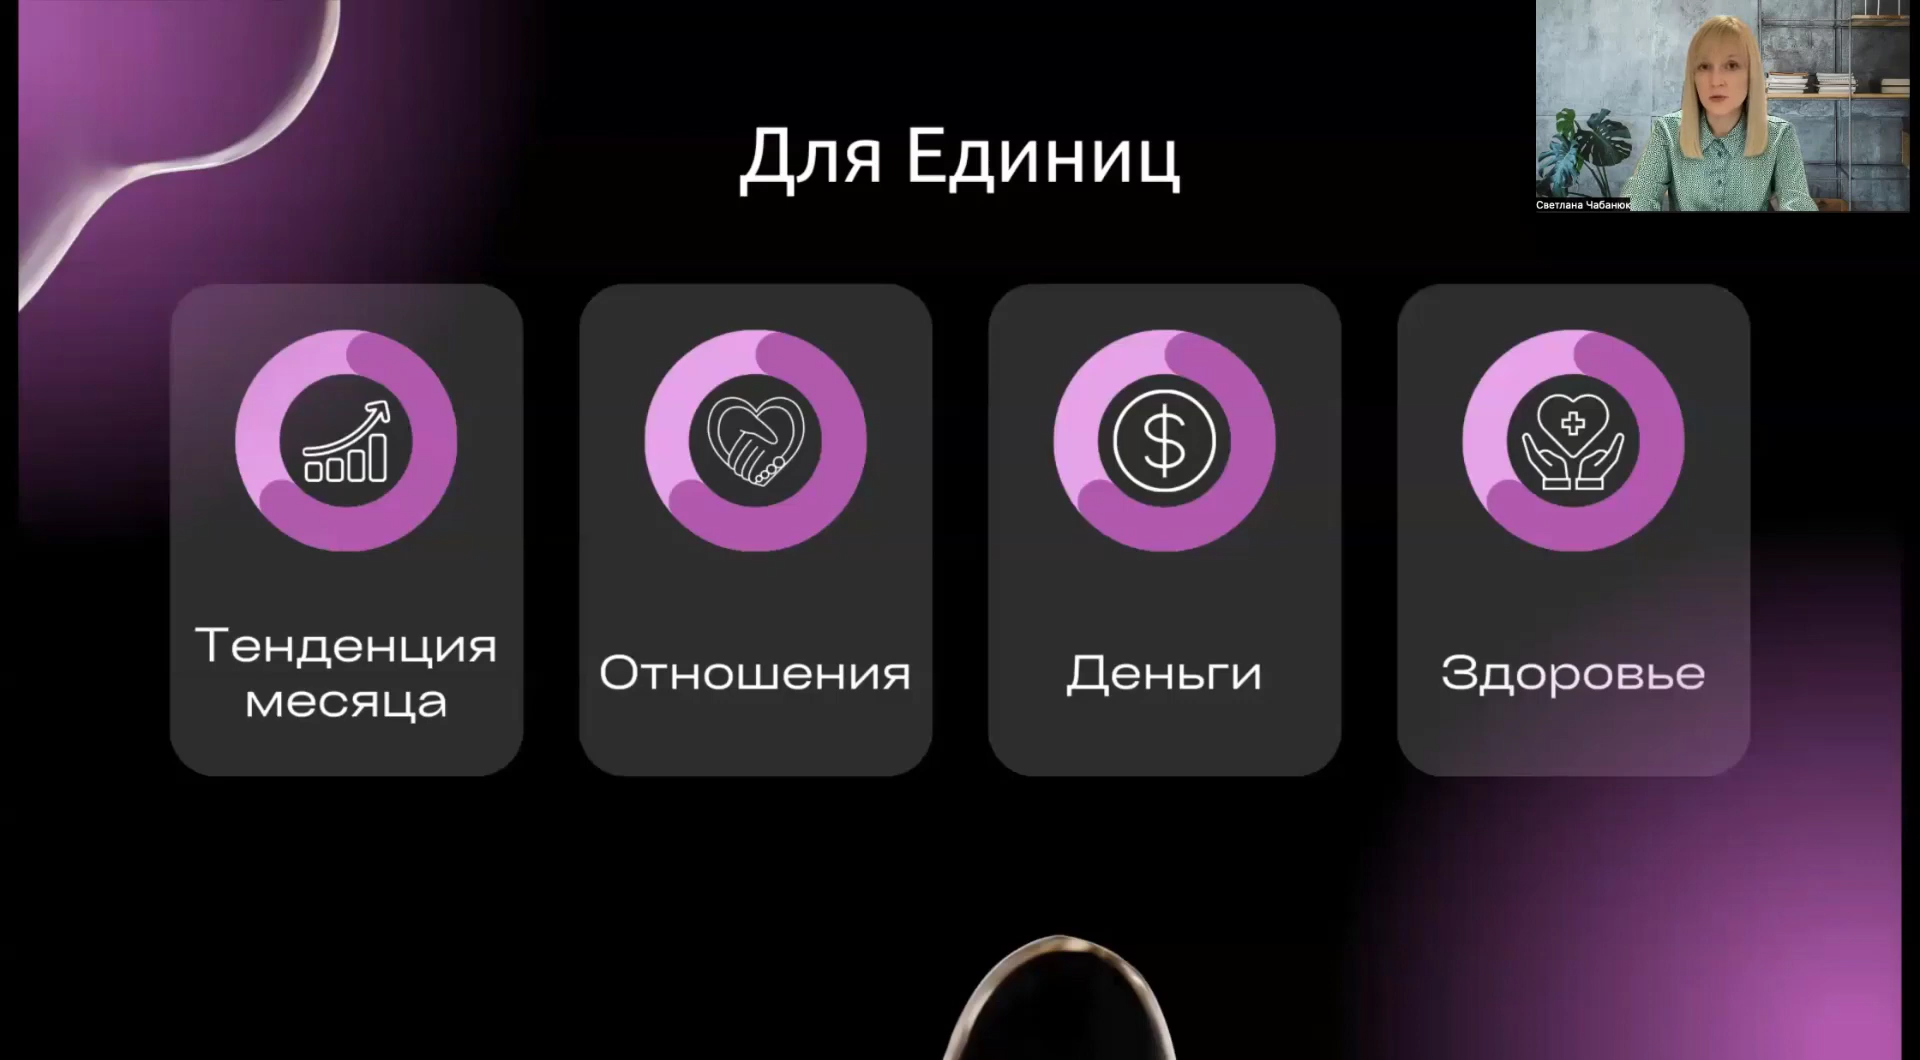 Для Единиц
Светлана Чабанюк
Тенденция
месяца
Отношения
Деньги
Здоровье